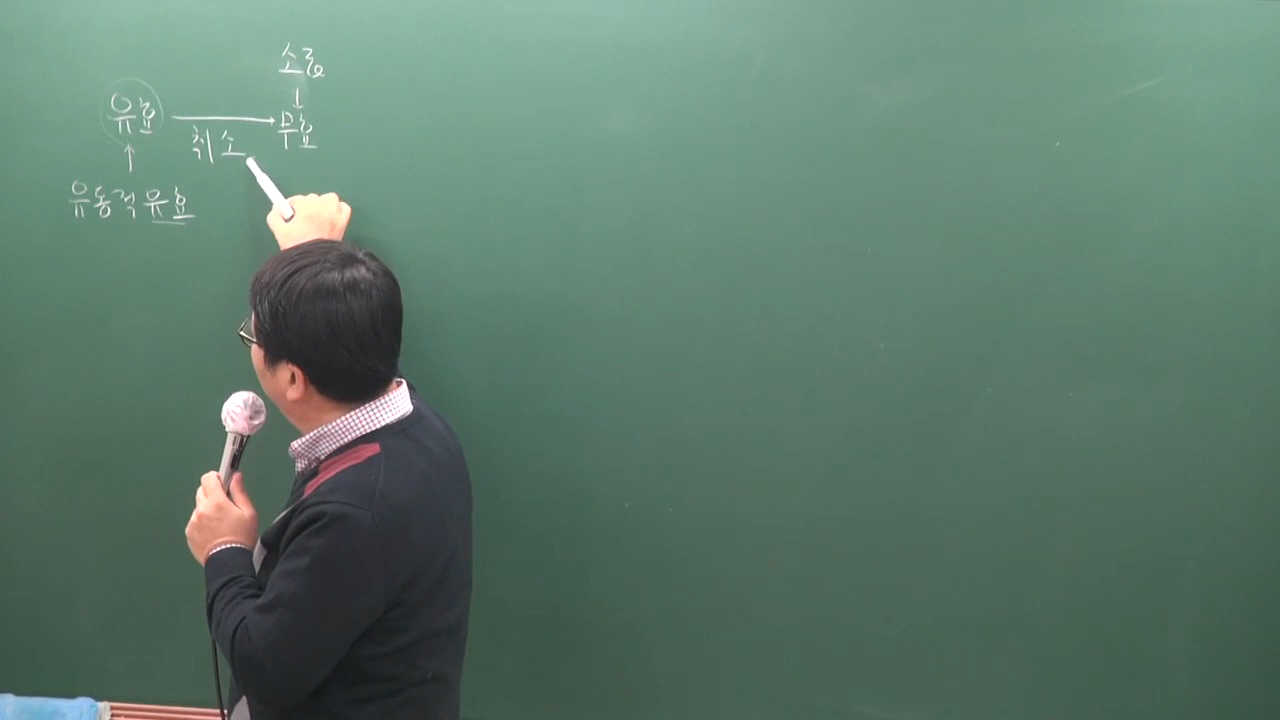 소급
↓
유효 → 무효
취소
↑
유동적 유효